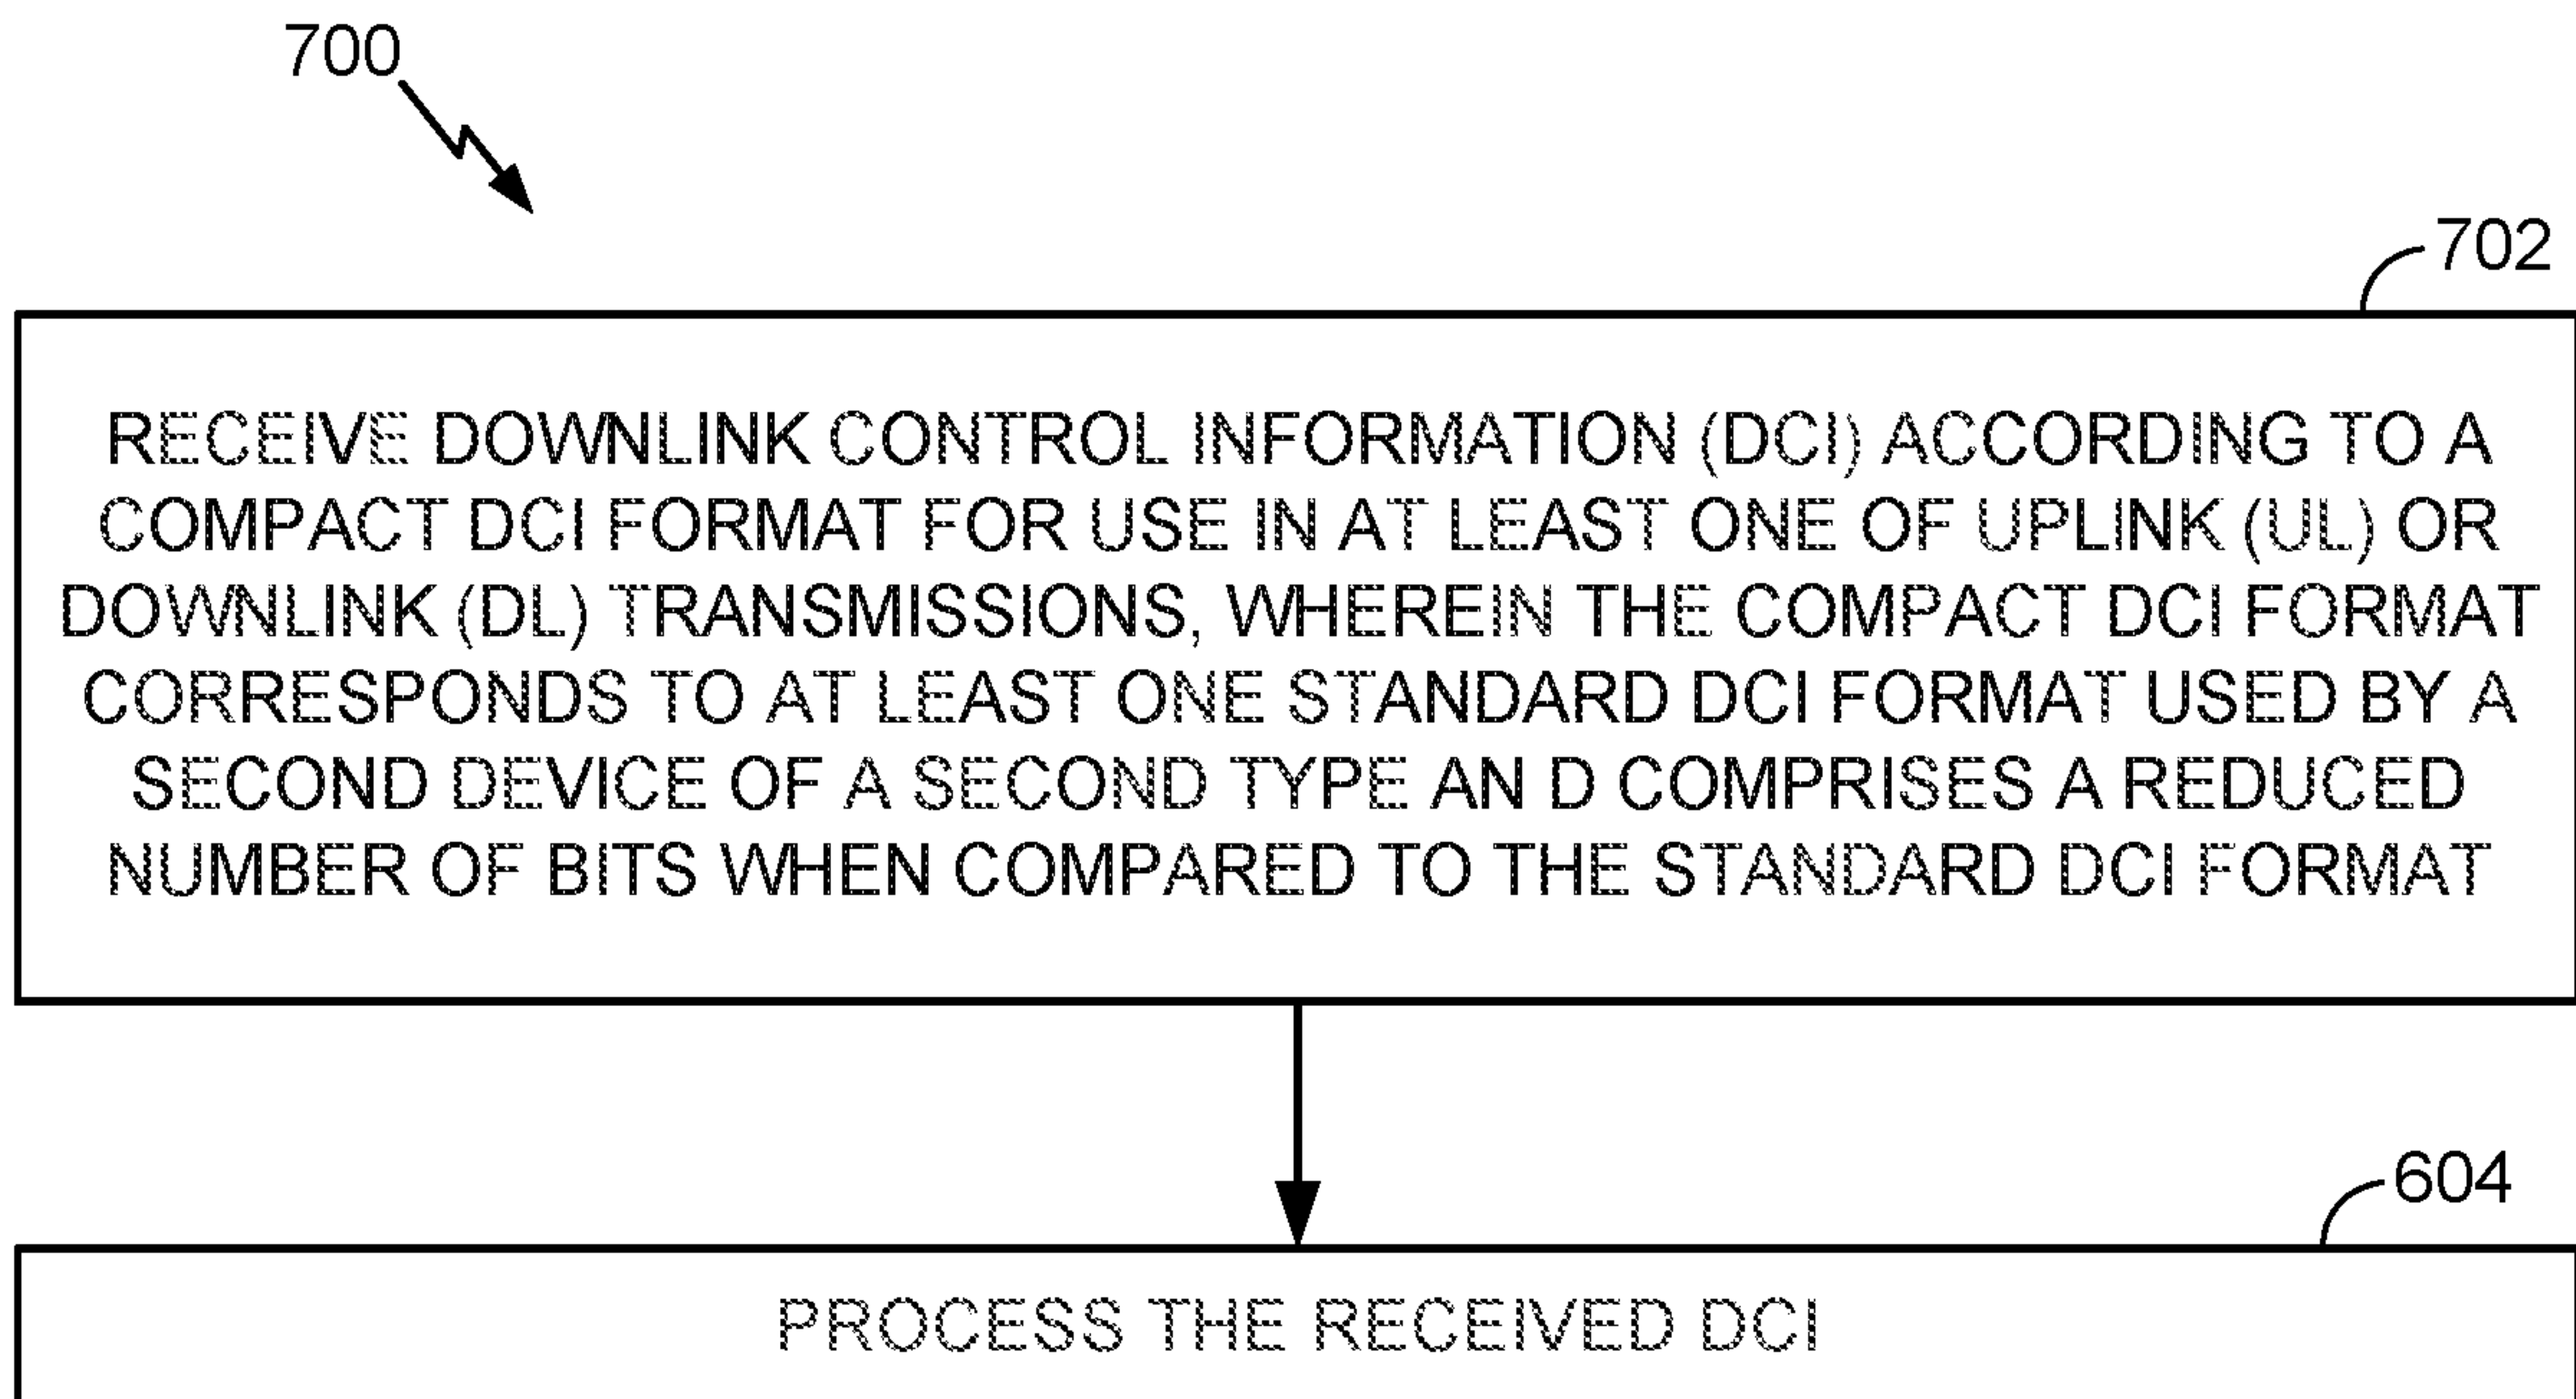 700
702
RECEIVE DOWNLINK CONTROL INFORMATION (DCI) ACCORDING TO A
COMPACT DCI FORMAT FOR USE IN AT LEAST ONE OF UPLINK (UL) OR
DOWNLINK (DL) TRANSMISSIONS, WHEREIN THE COMPACT DCI FORMAT
CORRESPONDS TO AT LEAST ONE STANDARD DCI FORMAT USED BY A
SECOND DEVICE OF A SECOND TYPE AN D COMPRISES A REDUCED
NUMBER OF BITS WHEN COMPARED TO THE STANDARD DCI FORMAT
604
PROCESS THE RECEIVED DCI